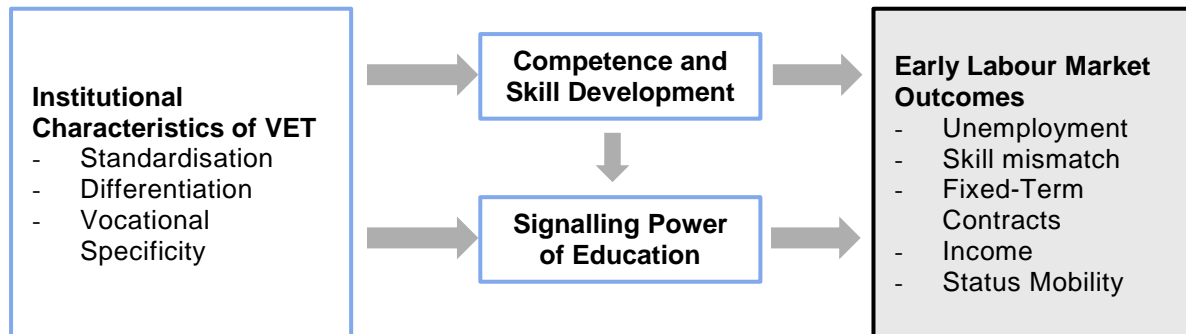 Institutional
Characteristics of VET
- Standardisation
- Differentiation
- Vocational
Specificity
Competence and
Skill Development
Signalling Power
of Education
Early Labour Market
Outcomes
- Unemployment
- Skill mismatch
- Fixed-Term
Contracts
- Income
- Status Mobility